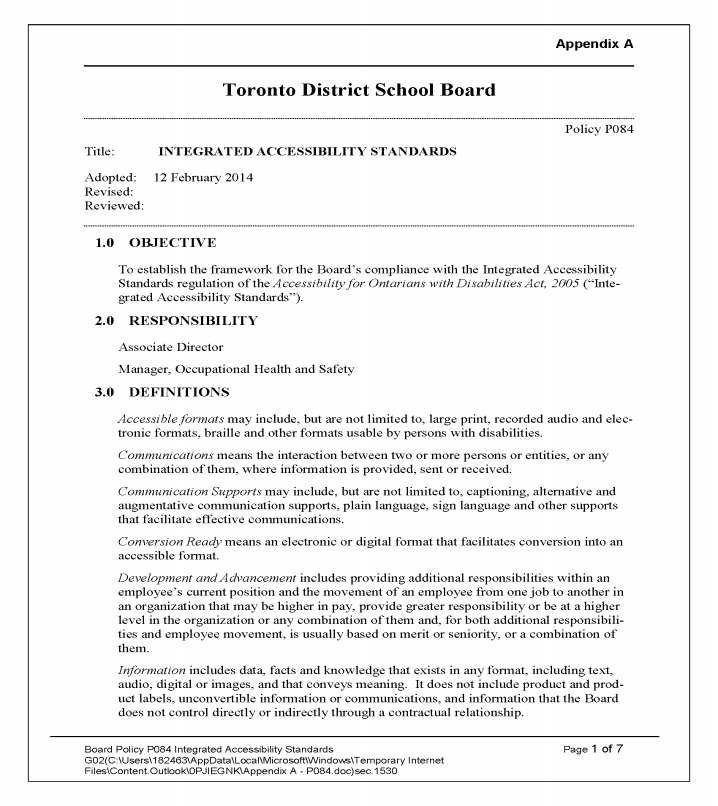 Appendix A
Toronto District School Board
Policy P084
Title: INTEGRATED ACCESSIBILITY STANDARDS
Adopted: 12 February 2014
Revised:
Reviewed:
1.0 OBJECTIVE
To establish the framework for the Board's compliance with the Integrated Accessibility
Standards regulation of the Accessibility for Ontarians with Disabilities Act, 2005 ("Inte-
grated Accessibility Standards").
2.0 RESPONSIBILITY
Associate Director
Manager, Occupational Health and Safety
3.0 DEFINITIONS
Accessible formats may include, but are not limited to, large print, recorded audio and elec-
tronic formats, braille and other formats usable by persons with disabilities.
Communications means the interaction between two or more persons or entities, or any
combination of them, where information is provided, sent or received.
Communication Supports may include, but are not limited to, captioning, alternative and
augmentative communication supports, plain language, sign language and other supports
that facilitate effective communications.
Conversion Ready means an electronic or digital format that facilitates conversion into an
accessible format.
Development and Advancement includes providing additional responsibilities within an
employee's current position and the movement of an employee from one job to another in
an organization that may be higher in pay, provide greater responsibility or be at a higher
level in the organization or any combination of them and, for both additional responsibili-
ties and employee movement, is usually based on merit or seniority, or a combination of
them.
Information includes data, facts and knowledge that exists in any format, including text,
audio, digital or images, and that conveys meaning. It does not include product and prod-
uct labels, unconvertible information or communications, and information that the Board
does not control directly or indirectly through a contractual relationship.
Board Policy P084 Integrated Accessibility Standards Page 1 of 7
G02(C:\Users\182463\AppData\Local\Microsoft\Windows\Temporary Internet
Files\Content.Outlook\0PJIEGNK\Appendix A - P084.doc)sec.1530